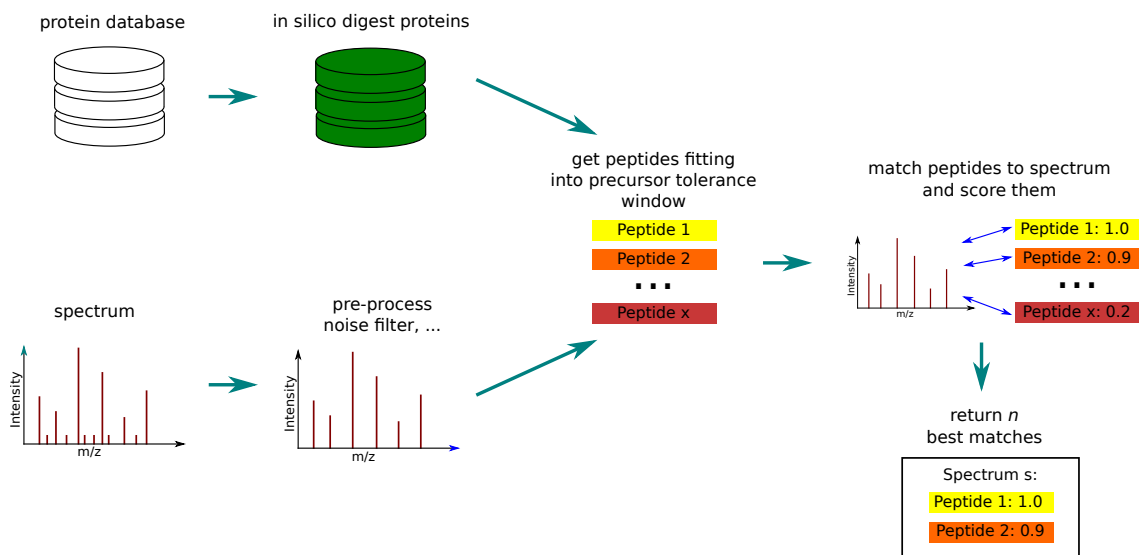 protein database
in silico digest proteins
get peptides fitting
into precursor tolerance
window
Peptide 1
Peptide 2
...
Peptide x
match peptides to spectrum
and score them
Intensity
m/z
Peptide 1: 1.0
Peptide 2: 0.9
...
Peptide x: 0.2
spectrum
Intensity
m/z
pre-process
noise filter, ...
Intensity
m/z
return n
best matches
Spectrum s:
Peptide 1: 1.0
Peptide 2: 0.9